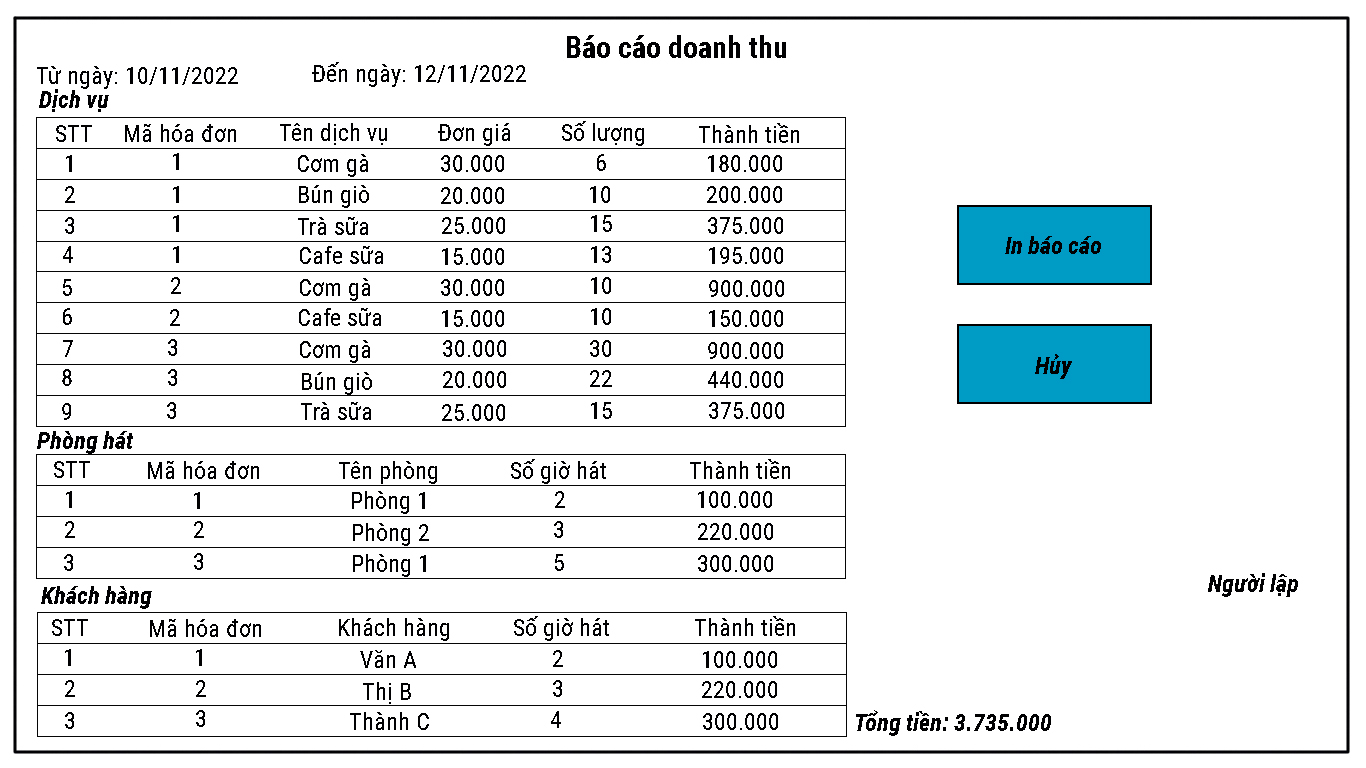 Báo cáo doanh thu
Từ ngày: 10/11/2022 Đến ngày: 12/11/2022
Dịch vụ
STT Mã hóa đơn Tên dịch vụ Đơn giá Số lượng Thành tiền
1 1 Cơm gà 30.000 6 180.000
2 1 Bún giò 20.000 10 200.000
3 1 Trà sữa 25.000 15 375.000
4 1 Cafe sữa 15.000 13 195.000
5 2 Cơm gà 30.000 10 900.000
6 2 Cafe sữa 15.000 10 150.000
7 3 Cơm gà 30.000 30 900.000
8 3 Bún giò 20.000 22 440.000
9 3 Trà sữa 25.000 15 375.000
In báo cáo
Hủy
Phòng hát
STT Mã hóa đơn Tên phòng Số giờ hát Thành tiền
1 1 Phòng 1 2 100.000
2 2 Phòng 2 3 220.000
3 3 Phòng 1 5 300.000
Người lập
Khách hàng
STT Mã hóa đơn Khách hàng Số giờ hát Thành tiền
1 1 Văn A 2 100.000
2 2 Thị B 3 220.000
3 3 Thành C 4 300.000
Tổng tiền: 3.735.000